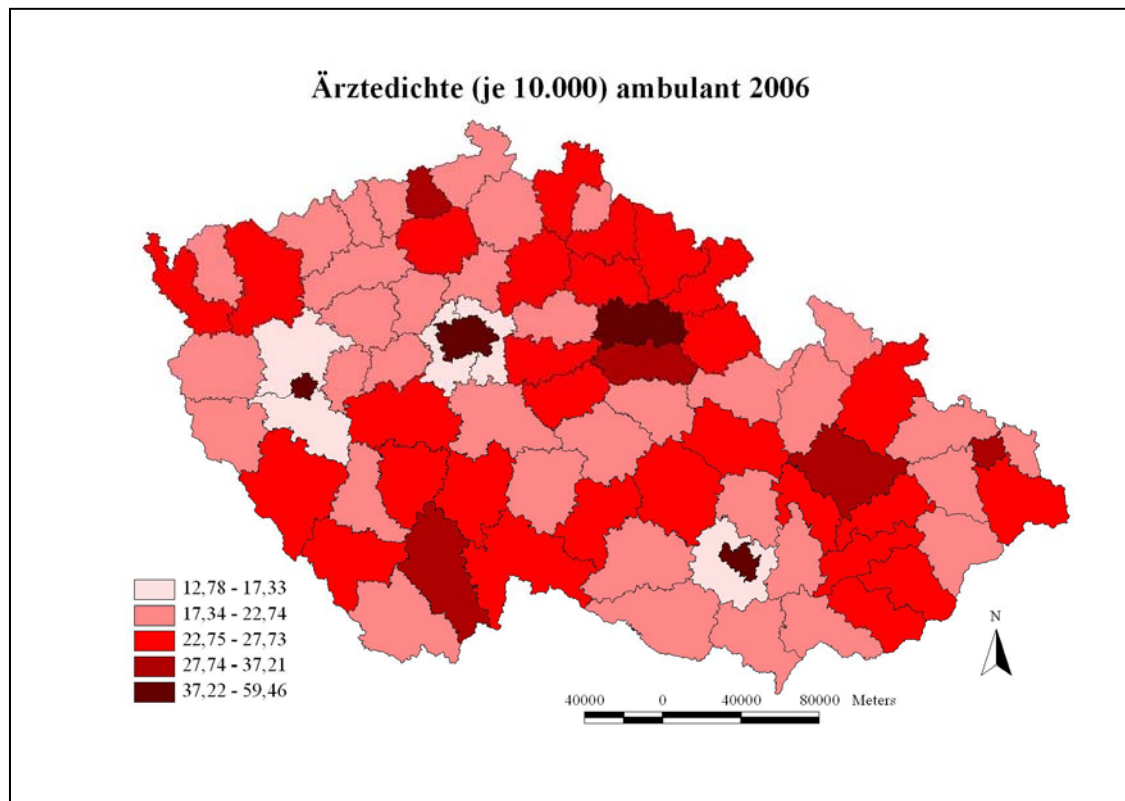 Ärztedichte (je 10.000) ambulant 2006
12,78 - 17,33
17,34 - 22,74
22,75 - 27,73
27,74 - 37,21
37,22 - 59,46
N
40000 0 40000 80000 Meters